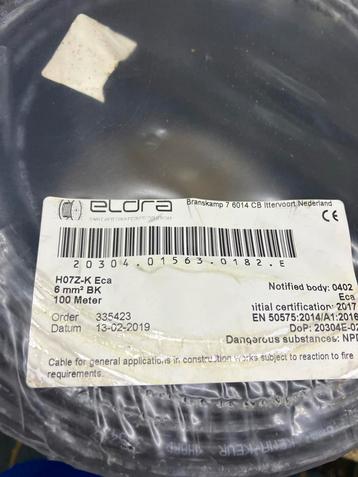 eldra
Branskamp 7 6014 CB Ittervoort Nederland
CE
20304.01563.0182.E
H07Z-K Eca
6 mm² BK
100 Meter
Order 335423
Datum 13-02-2019
Notified body: 0402
Eca
initial certification: 2017
EN 50575:2014/A1:2016
DoP: 20304E-02
Dangerous substances: NPD
Cable for general applications in construction works subject to reaction to fire
requirements.